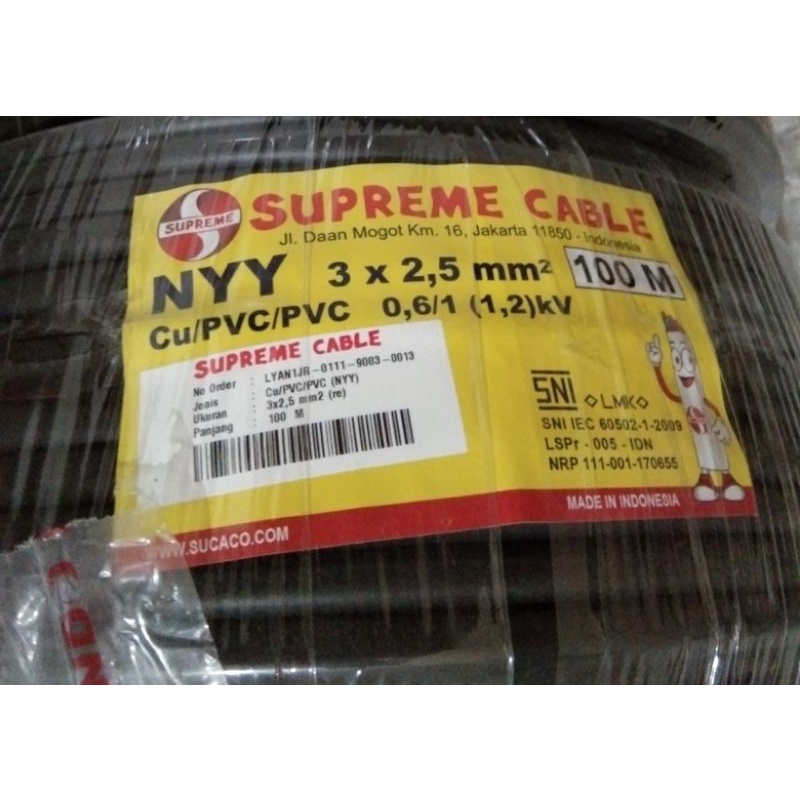 SUPREME
SUPREME CABLE
Jl. Daan Mogot Km. 16, Jakarta 11850 - Indonesia
NYY 3 x 2,5 mm² 100 M
Cu/PVC/PVC 0,6/1 (1,2)kV
SUPREME CABLE
No Order : LYAN1JR-0111-9003-0013
Jenis : Cu/PVC/PVC (NYY)
Ukuran : 3x2,5 mm2 (re)
Panjang : 100 M
SNI LMK
SNI IEC 60502-1-2009
LSPr - 005 - IDN
NRP 111-001-170655
MADE IN INDONESIA
WWW.SUCACO.COM